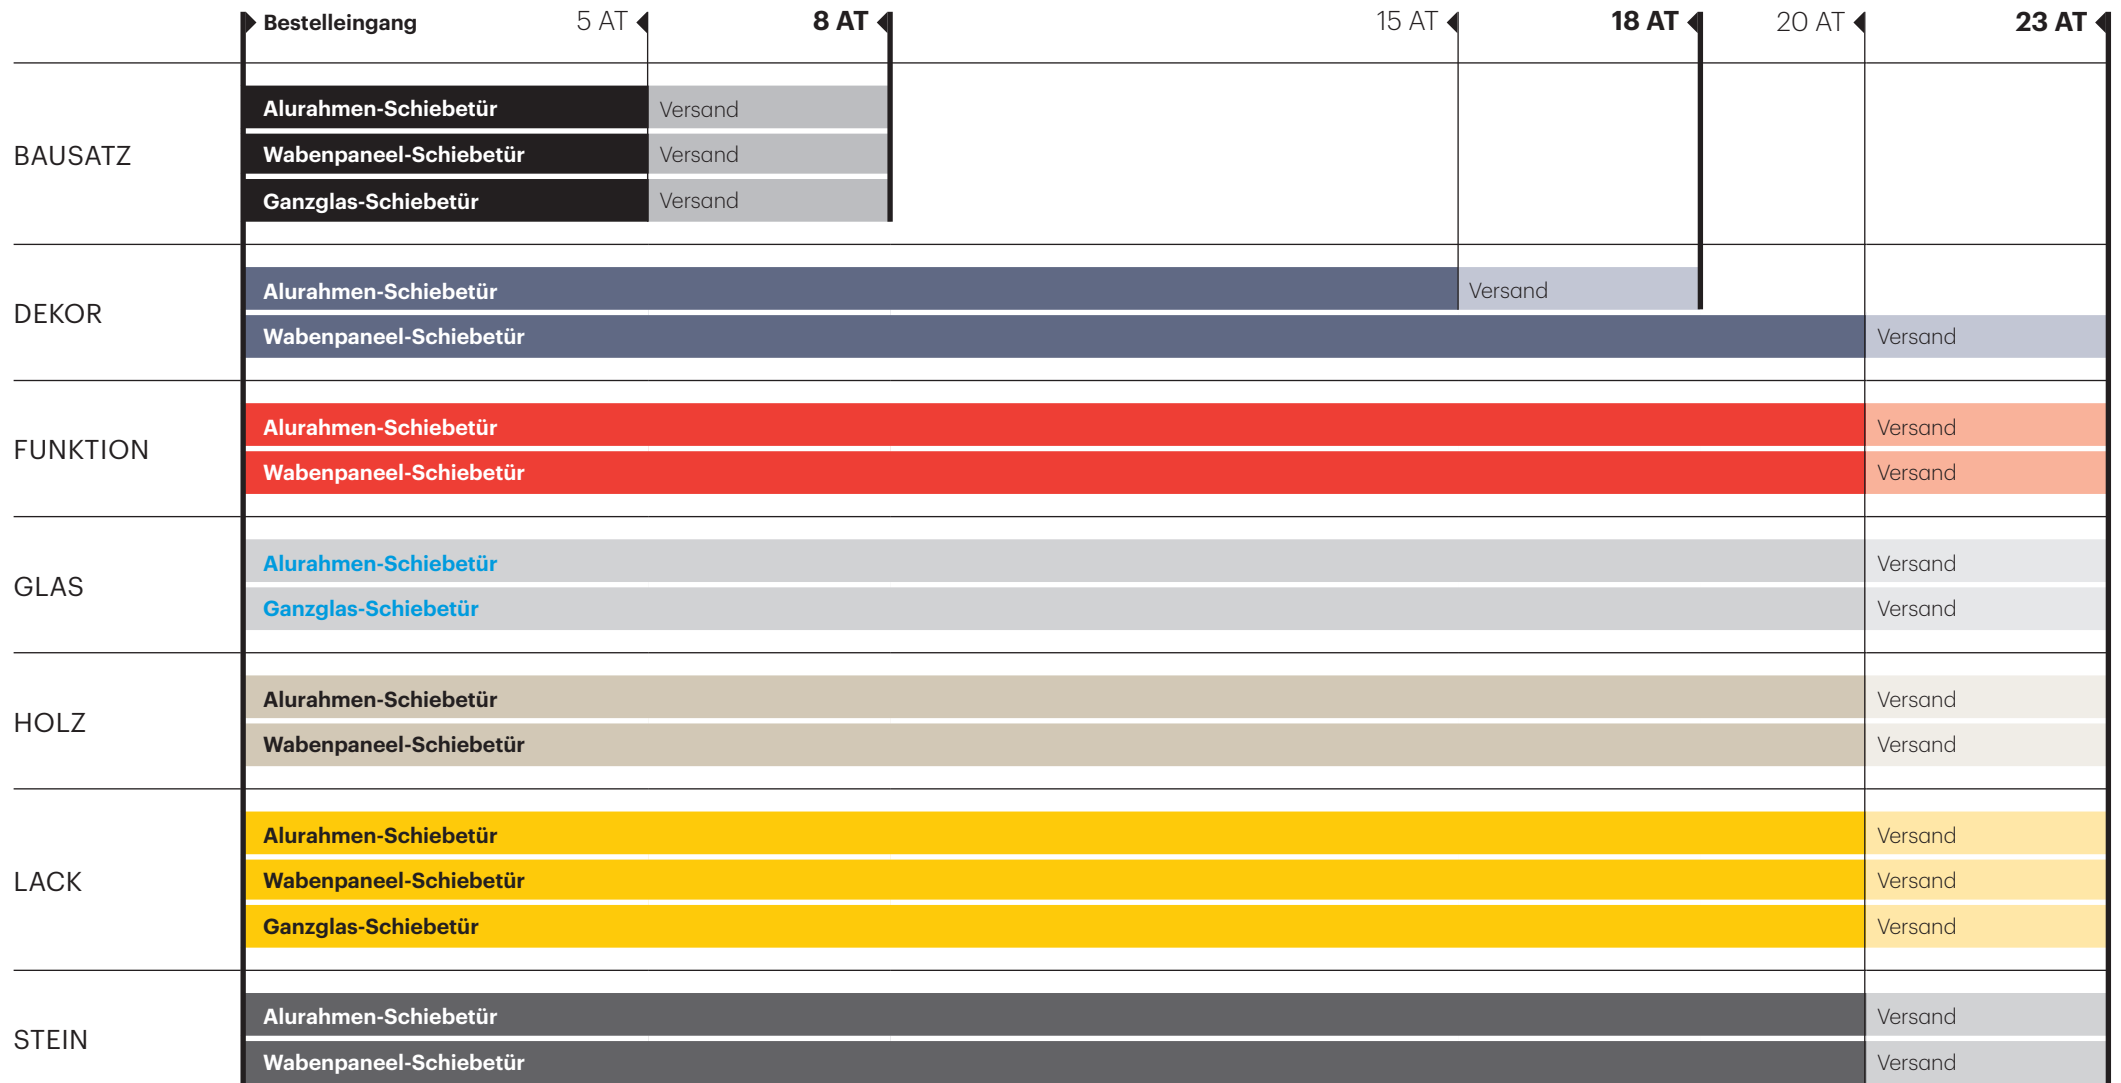 Bestelleingang 5 AT 8 AT 15 AT 18 AT 20 AT 23 AT
BAUSATZ
Alurahmen-Schiebetür Versand
Wabenpaneel-Schiebetür Versand
Ganzglas-Schiebetür Versand
DEKOR
Alurahmen-Schiebetür Versand
Wabenpaneel-Schiebetür Versand
FUNKTION
Alurahmen-Schiebetür Versand
Wabenpaneel-Schiebetür Versand
GLAS
Alurahmen-Schiebetür Versand
Ganzglas-Schiebetür Versand
HOLZ
Alurahmen-Schiebetür Versand
Wabenpaneel-Schiebetür Versand
LACK
Alurahmen-Schiebetür Versand
Wabenpaneel-Schiebetür Versand
Ganzglas-Schiebetür Versand
STEIN
Alurahmen-Schiebetür Versand
Wabenpaneel-Schiebetür Versand